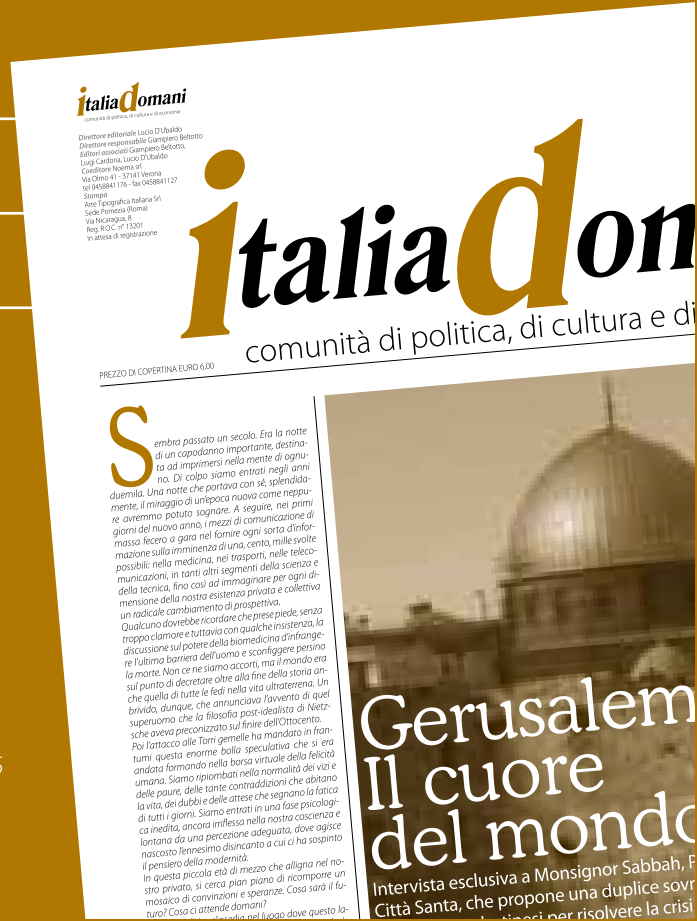 italiadomani
comunità di politica, di cultura e di economia
Direttore editoriale Lucio D'Ubaldo
Direttore responsabile Giampiero Beltotto
Editori associati Giampiero Beltotto,
Luigi Cardona, Lucio D'Ubaldo
Coeditore Noema srl
Via Olmo 41 - 37141 Verona
tel 0458841176 - fax 0458841127
Stampa
Arte Tipografica Italiana Srl
Sede Pomezia (Roma)
Via Nicaragua, 8
Reg. R.O.C. n° 13201
in attesa di registrazione
italiadon
comunità di politica, di cultura e di
PREZZO DI COPERTINA EURO 6,00
Sembra passato un secolo. Era la notte
di un capodanno importante, destina-
ta ad imprimersi nella mente di ognu-
no. Di colpo siamo entrati negli anni
duemila. Una notte che portava con sé, splendida-
mente, il miraggio di un'epoca nuova come neppu-
re avremmo potuto sognare. A seguire, nei primi
giorni del nuovo anno, i mezzi di comunicazione di
massa fecero a gara nel fornire ogni sorta d'infor-
mazione sulla imminenza di una, cento, mille svolte
possibili: nella medicina, nei trasporti, nelle teleco-
municazioni, in tanti altri segmenti della scienza e
della tecnica, fino così ad immaginare per ogni di-
mensione della nostra esistenza privata e collettiva
un radicale cambiamento di prospettiva.
Qualcuno dovrebbe ricordare che prese piede, senza
troppo clamore e tuttavia con qualche insistenza, la
discussione sul potere della biomedicina d'infrange-
re l'ultima barriera dell'uomo e sconfiggere persino
la morte. Non ce ne siamo accorti, ma il mondo era
sul punto di decretare oltre alla fine della storia an-
che quella di tutte le fedi nella vita ultraterrena. Un
brivido, dunque, che annunciava l'avvento di quel
superuomo che la filosofia post-idealista di Nietz-
sche aveva preconizzato sul finire dell'Ottocento.
Poi l'attacco alle Torri gemelle ha mandato in fran-
tumi questa enorme bolla speculativa che si era
andata formando nella borsa virtuale della felicità
umana. Siamo ripiombati nella normalità dei vizi e
delle paure, delle tante contraddizioni che abitano
la vita, dei dubbi e delle attese che segnano la fatica
di tutti i giorni. Siamo entrati in una fase psicologi-
ca inedita, ancora irriflessa nella nostra coscienza e
lontana da una percezione adeguata, dove agisce
nascosto l'ennesimo disincanto a cui ci ha sospinto
il pensiero della modernità.
In questa piccola età di mezzo che alligna nel no-
stro privato, si cerca pian piano di ricomporre un
mosaico di convinzioni e speranze. Cosa sarà il fu-
turo? Cosa ci attende domani?
nel luogo dove questo la-
Gerusalem
Il cuore
del mondo
Intervista esclusiva a Monsignor Sabbah, P
Città Santa, che propone una duplice sovr
per risolvere la crisi